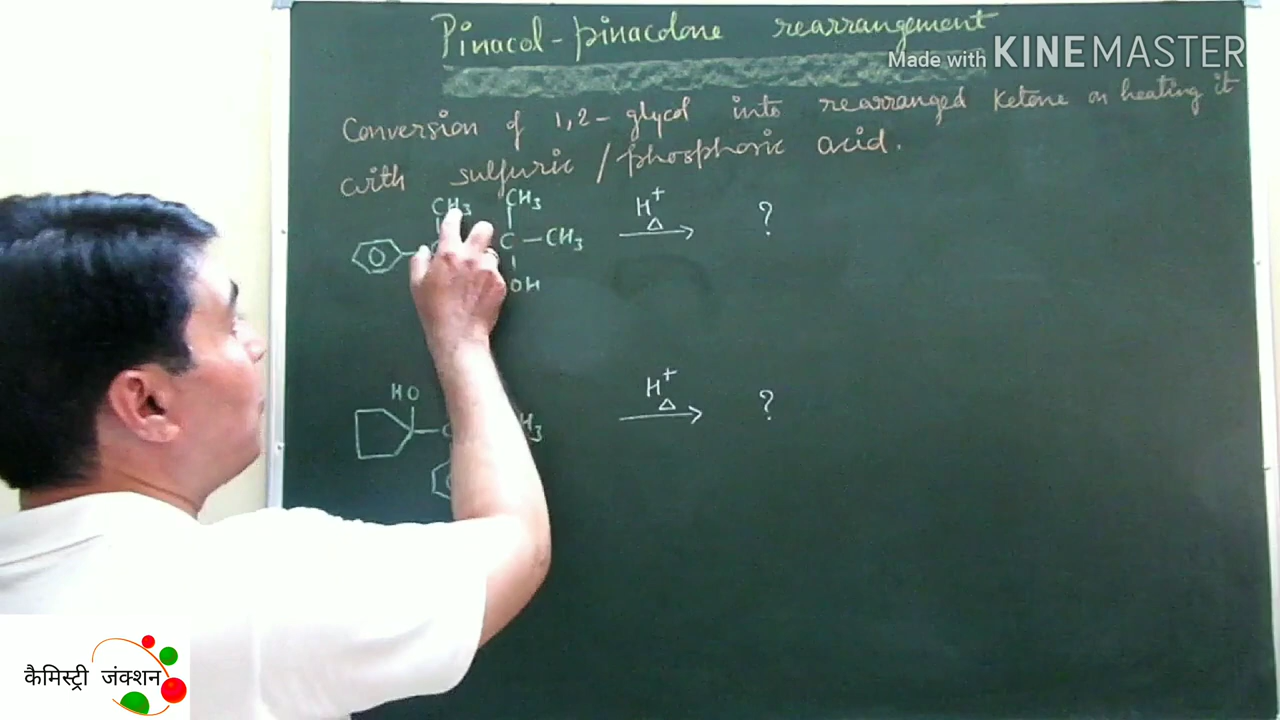 Pinacol-pinacolone rearrangement
Made with KINEMASTER
Conversion of 1,2-glycol into rearranged Ketone on heating it
with sulfuric/phosphoric acid.
CH3 CH3
C - CH3 H+ Δ ?
OH
HO
H3 H+ Δ ?
कैमिस्ट्री जंक्शन